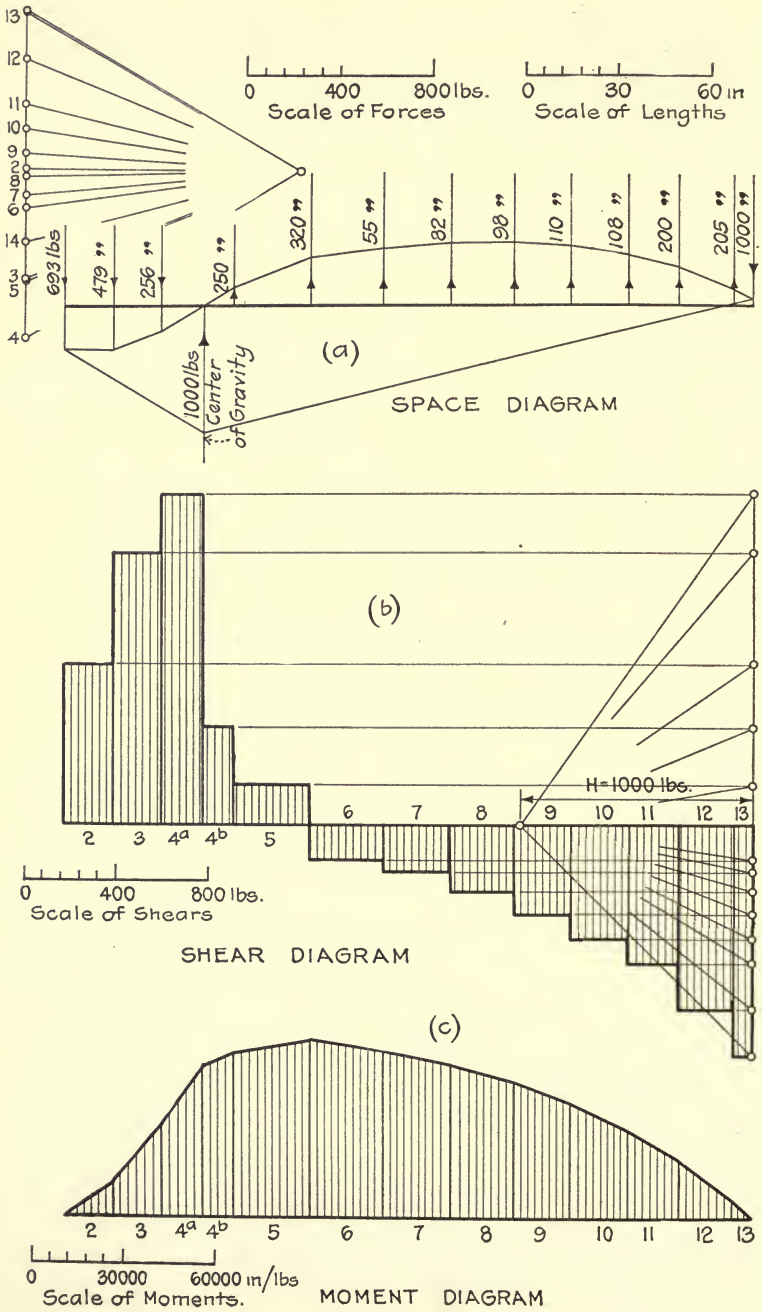 13
12
11
10
9
2
8
7
6
14
3
5
4
0 400 800 lbs.
Scale of Forces
0 30 60 in
Scale of Lengths
693 lbs
479 "
256 "
250 "
320 "
55 "
82 "
98 "
110 "
108 "
200 "
205 "
1000 "
1000 lbs
Center
of Gravity
(a)
SPACE DIAGRAM
(b)
H=1000 lbs.
2 3 4a 4b 5 6 7 8 9 10 11 12 13
0 400 800 lbs.
Scale of Shears
SHEAR DIAGRAM
(c)
2 3 4a 4b 5 6 7 8 9 10 11 12 13
0 30000 60000 in/lbs
Scale of Moments.
MOMENT DIAGRAM